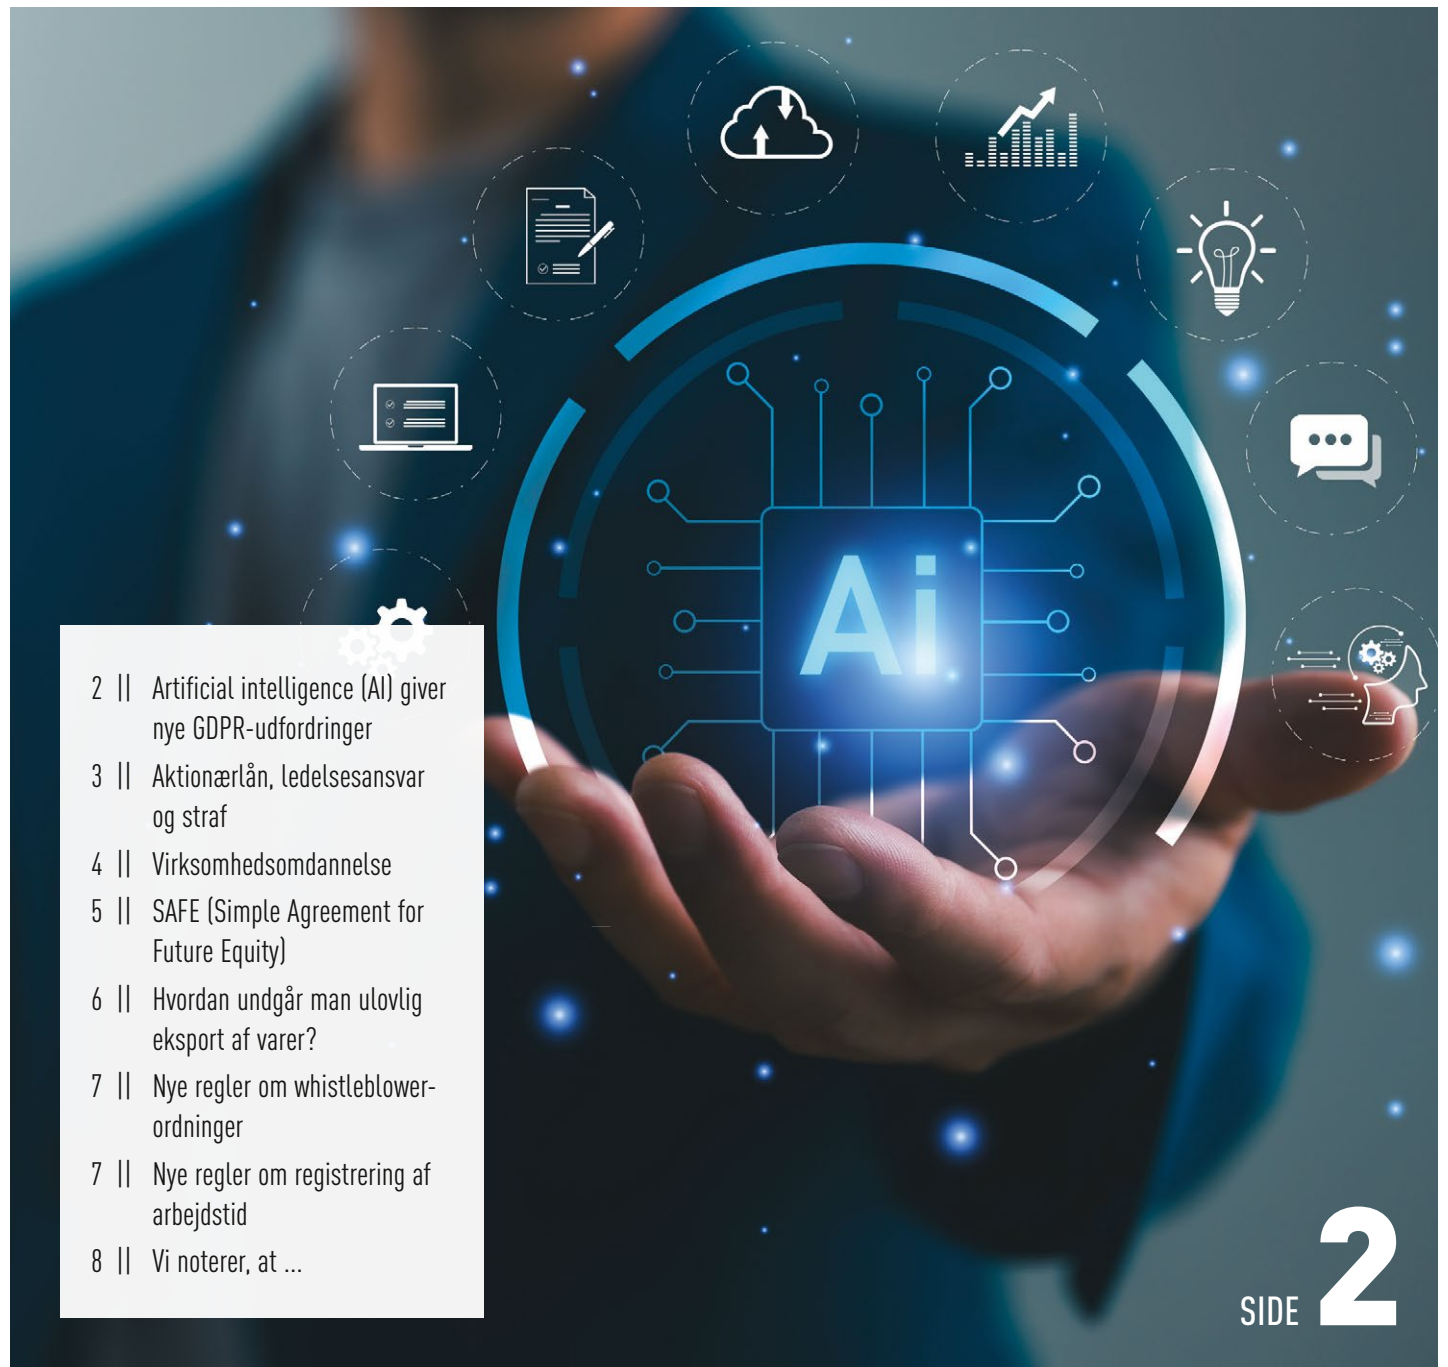 Ai
2 || Artificial intelligence (AI) giver
nye GDPR-udfordringer
3 || Aktionærlån, ledelsesansvar
og straf
4 || Virksomhedsomdannelse
5 || SAFE (Simple Agreement for
Future Equity)
6 || Hvordan undgår man ulovlig
eksport af varer?
7 || Nye regler om whistleblower-
ordninger
7 || Nye regler om registrering af
arbejdstid
8 || Vi noterer, at ...
SIDE 2